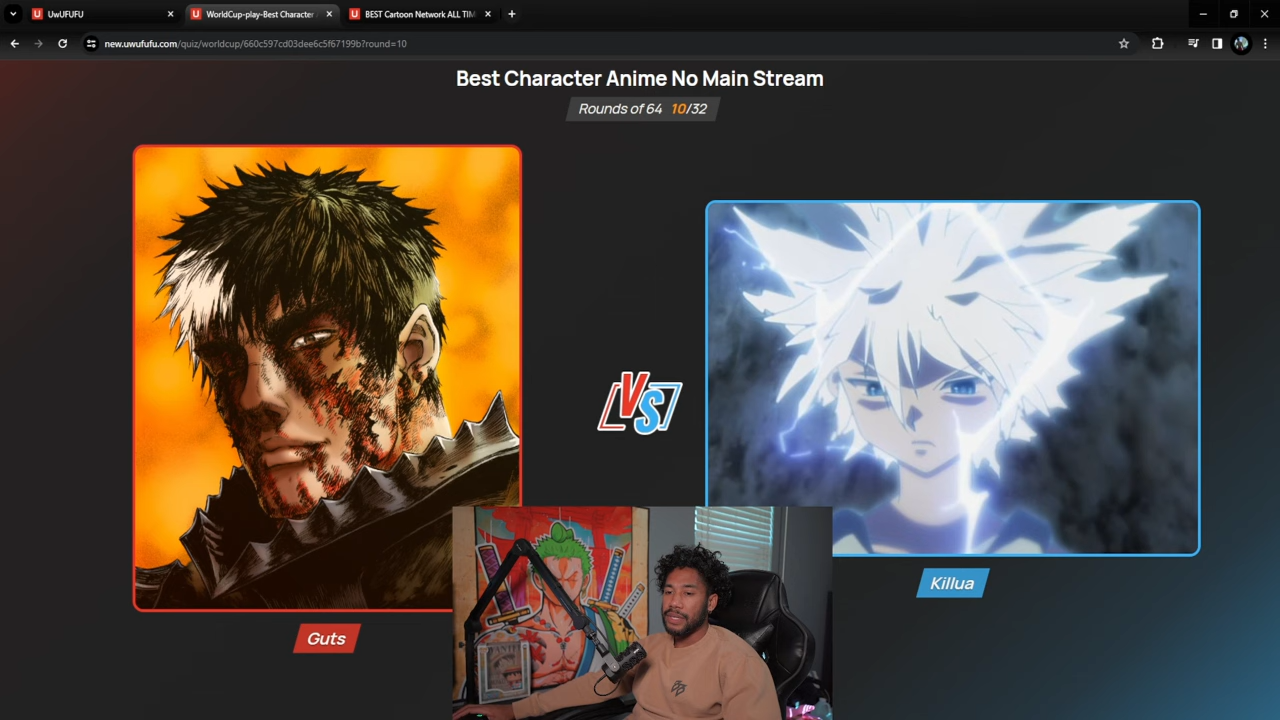 UwUFUFU
WorldCup-play-Best Character
BEST Cartoon Network ALL TIM
new.uwufufu.com/quiz/worldcup/660c597cd03dee6c5f67199b?round=10
Best Character Anime No Main Stream
Rounds of 64 10/32
VS
Killua
Guts